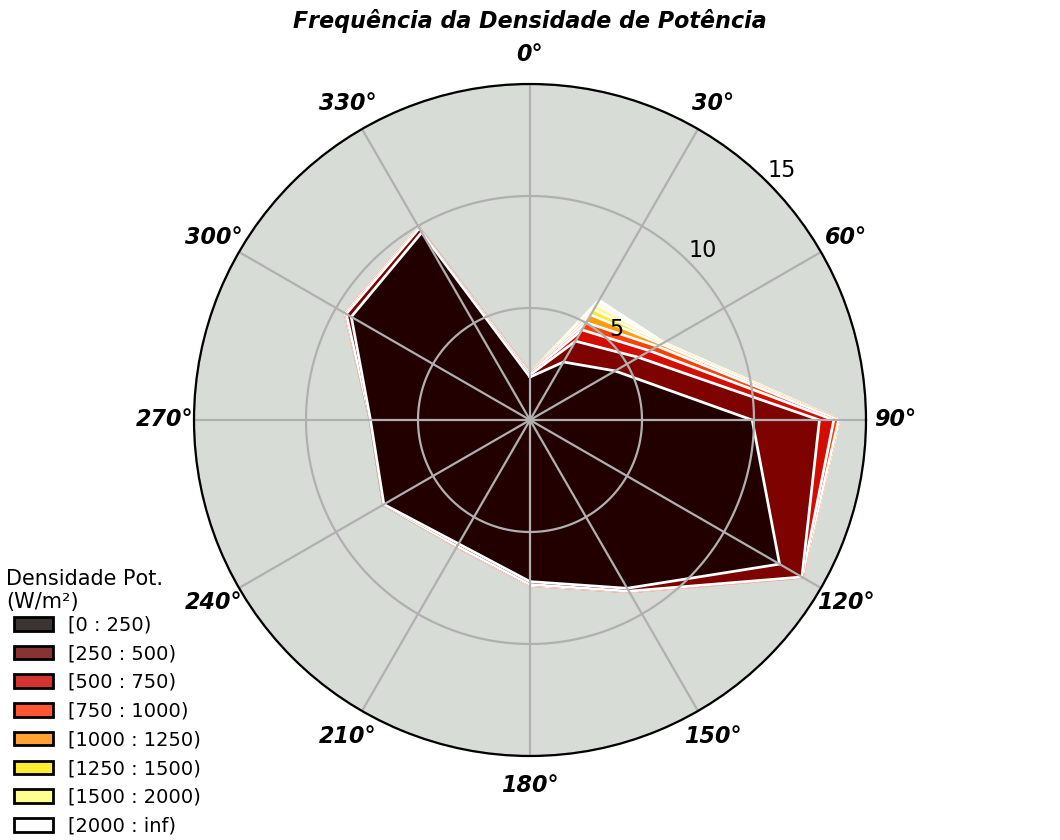 Frequência da Densidade de Potência
0°
330°
30°
15
300°
60°
10
5
270°
90°
240°
120°
210°
150°
180°
Densidade Pot.
(W/m²)
[0 : 250)
[250 : 500)
[500 : 750)
[750 : 1000)
[1000 : 1250)
[1250 : 1500)
[1500 : 2000)
[2000 : inf)